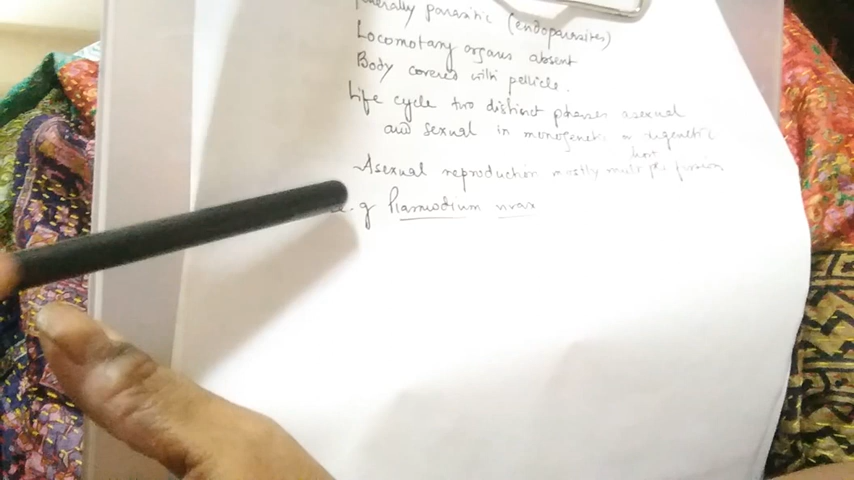 generally parasitic (endoparasites)
Locomotary organs absent
Body covered with pellicle.
Life cycle two distinct phases asexual
and sexual in monogenetic or digenetic
host
Asexual reproduction mostly multiple fission
e.g Plasmodium vivax